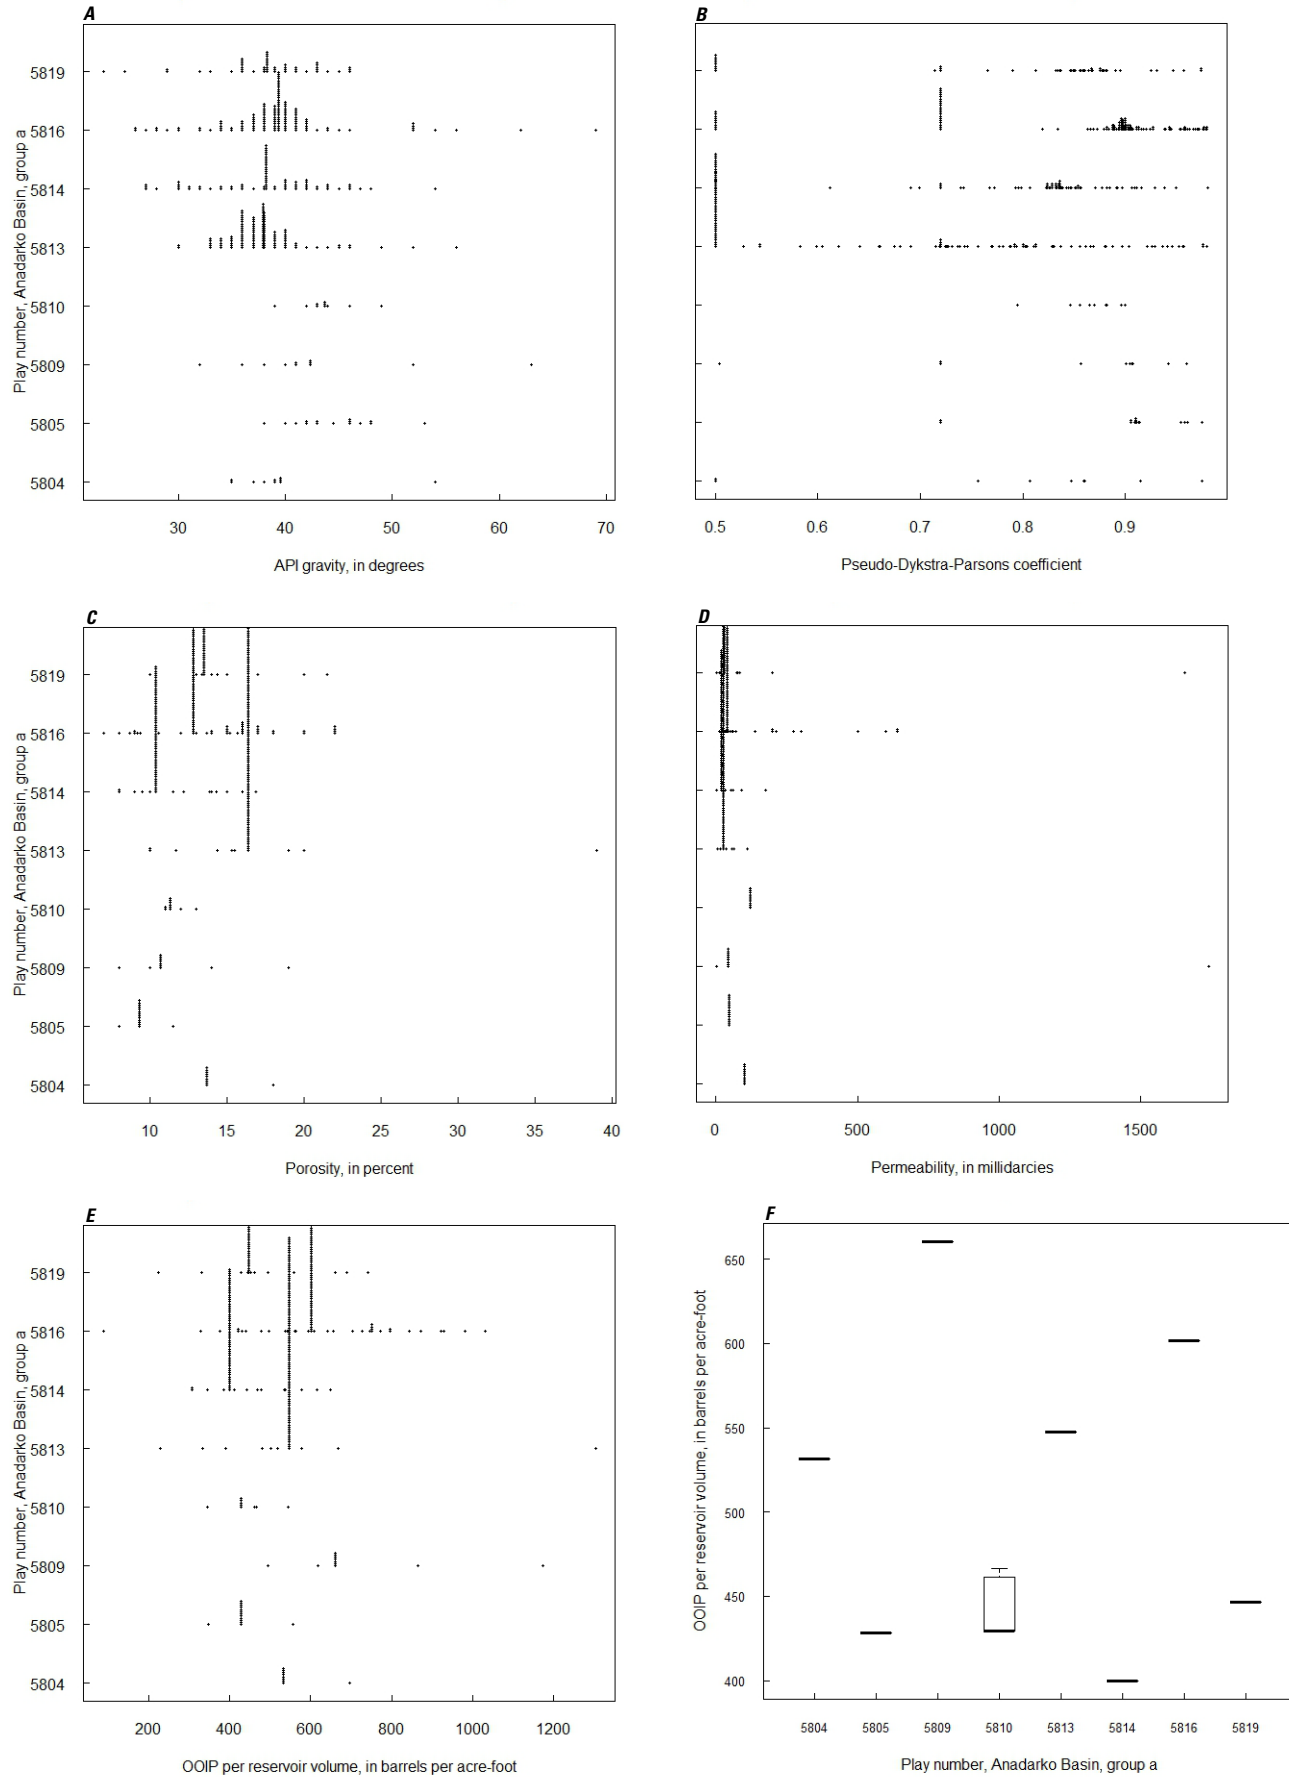 A
B
Play number, Anadarko Basin, group a
5819
5816
5814
5813
5810
5809
5805
5804
30 40 50 60 70
API gravity, in degrees
0.5 0.6 0.7 0.8 0.9
Pseudo-Dykstra-Parsons coefficient
C
D
Play number, Anadarko Basin, group a
5819
5816
5814
5813
5810
5809
5805
5804
10 15 20 25 30 35 40
Porosity, in percent
0 500 1000 1500
Permeability, in millidarcies
E
F
Play number, Anadarko Basin, group a
5819
5816
5814
5813
5810
5809
5805
5804
200 400 600 800 1000 1200
OOIP per reservoir volume, in barrels per acre-foot
OOIP per reservoir volume, in barrels per acre-foot
650
600
550
500
450
400
5804 5805 5809 5810 5813 5814 5816 5819
Play number, Anadarko Basin, group a